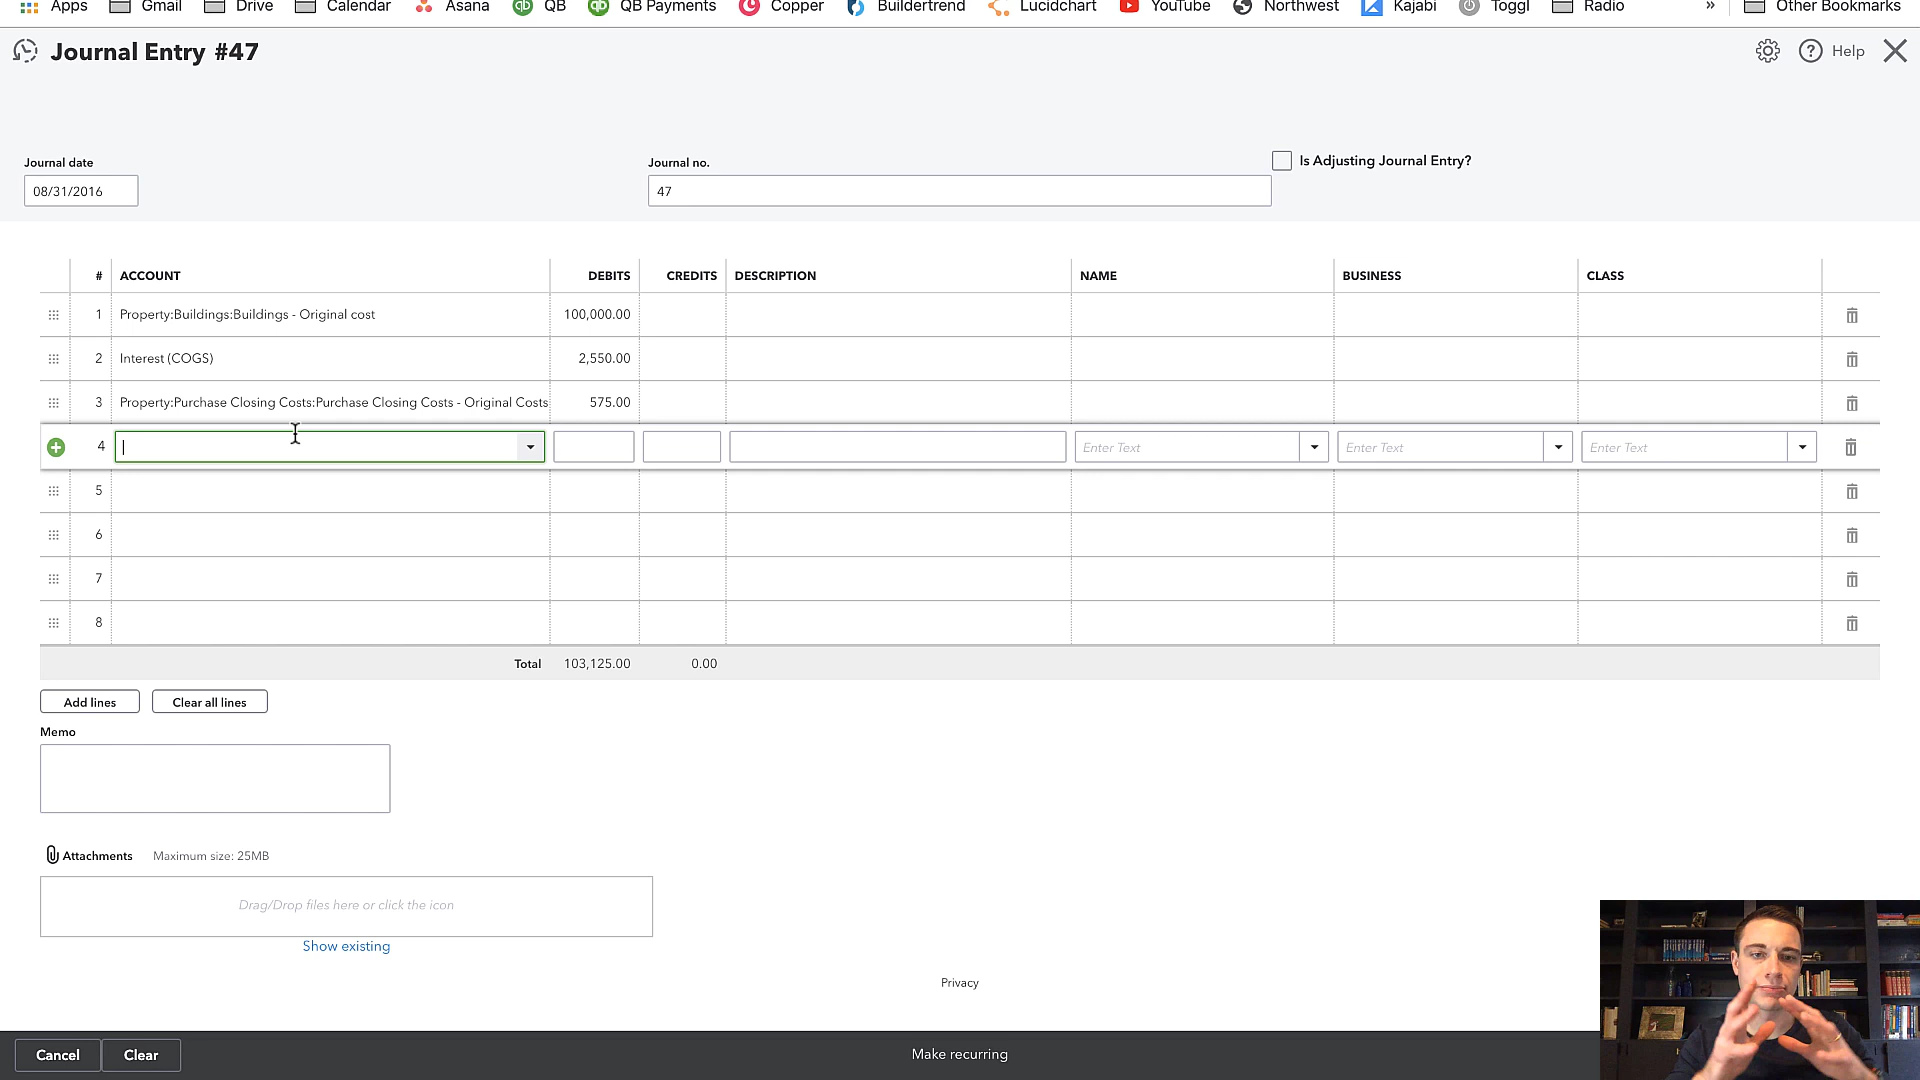 Apps Gmail Drive Calendar Asana QB QB Payments Copper Buildertrend Lucidchart YouTube Northwest Kajabi Toggl Radio » Other Bookmarks
Journal Entry #47
Help
Journal date
Journal no.
Is Adjusting Journal Entry?
08/31/2016
47
# ACCOUNT DEBITS CREDITS DESCRIPTION NAME BUSINESS CLASS
1 Property:Buildings:Buildings - Original cost 100,000.00
2 Interest (COGS) 2,550.00
3 Property:Purchase Closing Costs:Purchase Closing Costs - Original Costs 575.00
4 Enter Text Enter Text Enter Text
5
6
7
8
Total 103,125.00 0.00
Add lines Clear all lines
Memo
Attachments Maximum size: 25MB
Drag/Drop files here or click the icon
Show existing
Privacy
Cancel Clear Make recurring